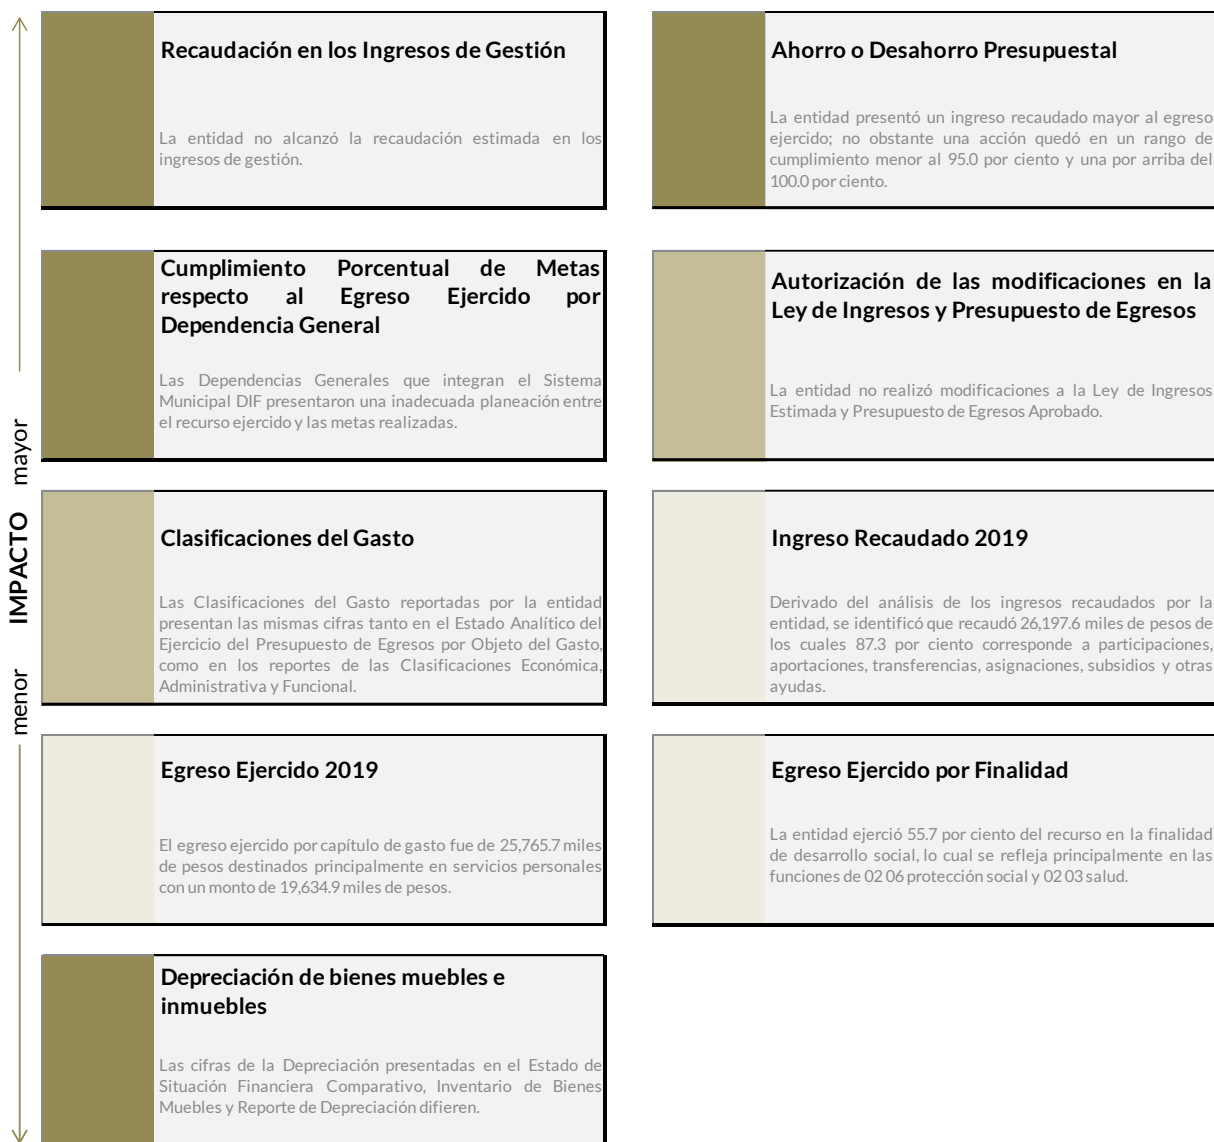 Recaudación en los Ingresos de Gestión
La entidad no alcanzó la recaudación estimada en los
ingresos de gestión.
Ahorro o Desahorro Presupuestal
La entidad presentó un ingreso recaudado mayor al egreso
ejercido; no obstante una acción quedó en un rango de
cumplimiento menor al 95.0 por ciento y una por arriba del
100.0 por ciento.
Cumplimiento Porcentual de Metas
respecto al Egreso Ejercido por
Dependencia General
Las Dependencias Generales que integran el Sistema
Municipal DIF presentaron una inadecuada planeación entre
el recurso ejercido y las metas realizadas.
Autorización de las modificaciones en la
Ley de Ingresos y Presupuesto de Egresos
La entidad no realizó modificaciones a la Ley de Ingresos
Estimada y Presupuesto de Egresos Aprobado.
menor IMPACTO mayor
Clasificaciones del Gasto
Las Clasificaciones del Gasto reportadas por la entidad
presentan las mismas cifras tanto en el Estado Analítico del
Ejercicio del Presupuesto de Egresos por Objeto del Gasto,
como en los reportes de las Clasificaciones Económica,
Administrativa y Funcional.
Ingreso Recaudado 2019
Derivado del análisis de los ingresos recaudados por la
entidad, se identificó que recaudó 26,197.6 miles de pesos de
los cuales 87.3 por ciento corresponde a participaciones,
aportaciones, transferencias, asignaciones, subsidios y otras
ayudas.
Egreso Ejercido 2019
El egreso ejercido por capítulo de gasto fue de 25,765.7 miles
de pesos destinados principalmente en servicios personales
con un monto de 19,634.9 miles de pesos.
Egreso Ejercido por Finalidad
La entidad ejerció 55.7 por ciento del recurso en la finalidad
de desarrollo social, lo cual se refleja principalmente en las
funciones de 02 06 protección social y 02 03 salud.
Depreciación de bienes muebles e
inmuebles
Las cifras de la Depreciación presentadas en el Estado de
Situación Financiera Comparativo, Inventario de Bienes
Muebles y Reporte de Depreciación difieren.